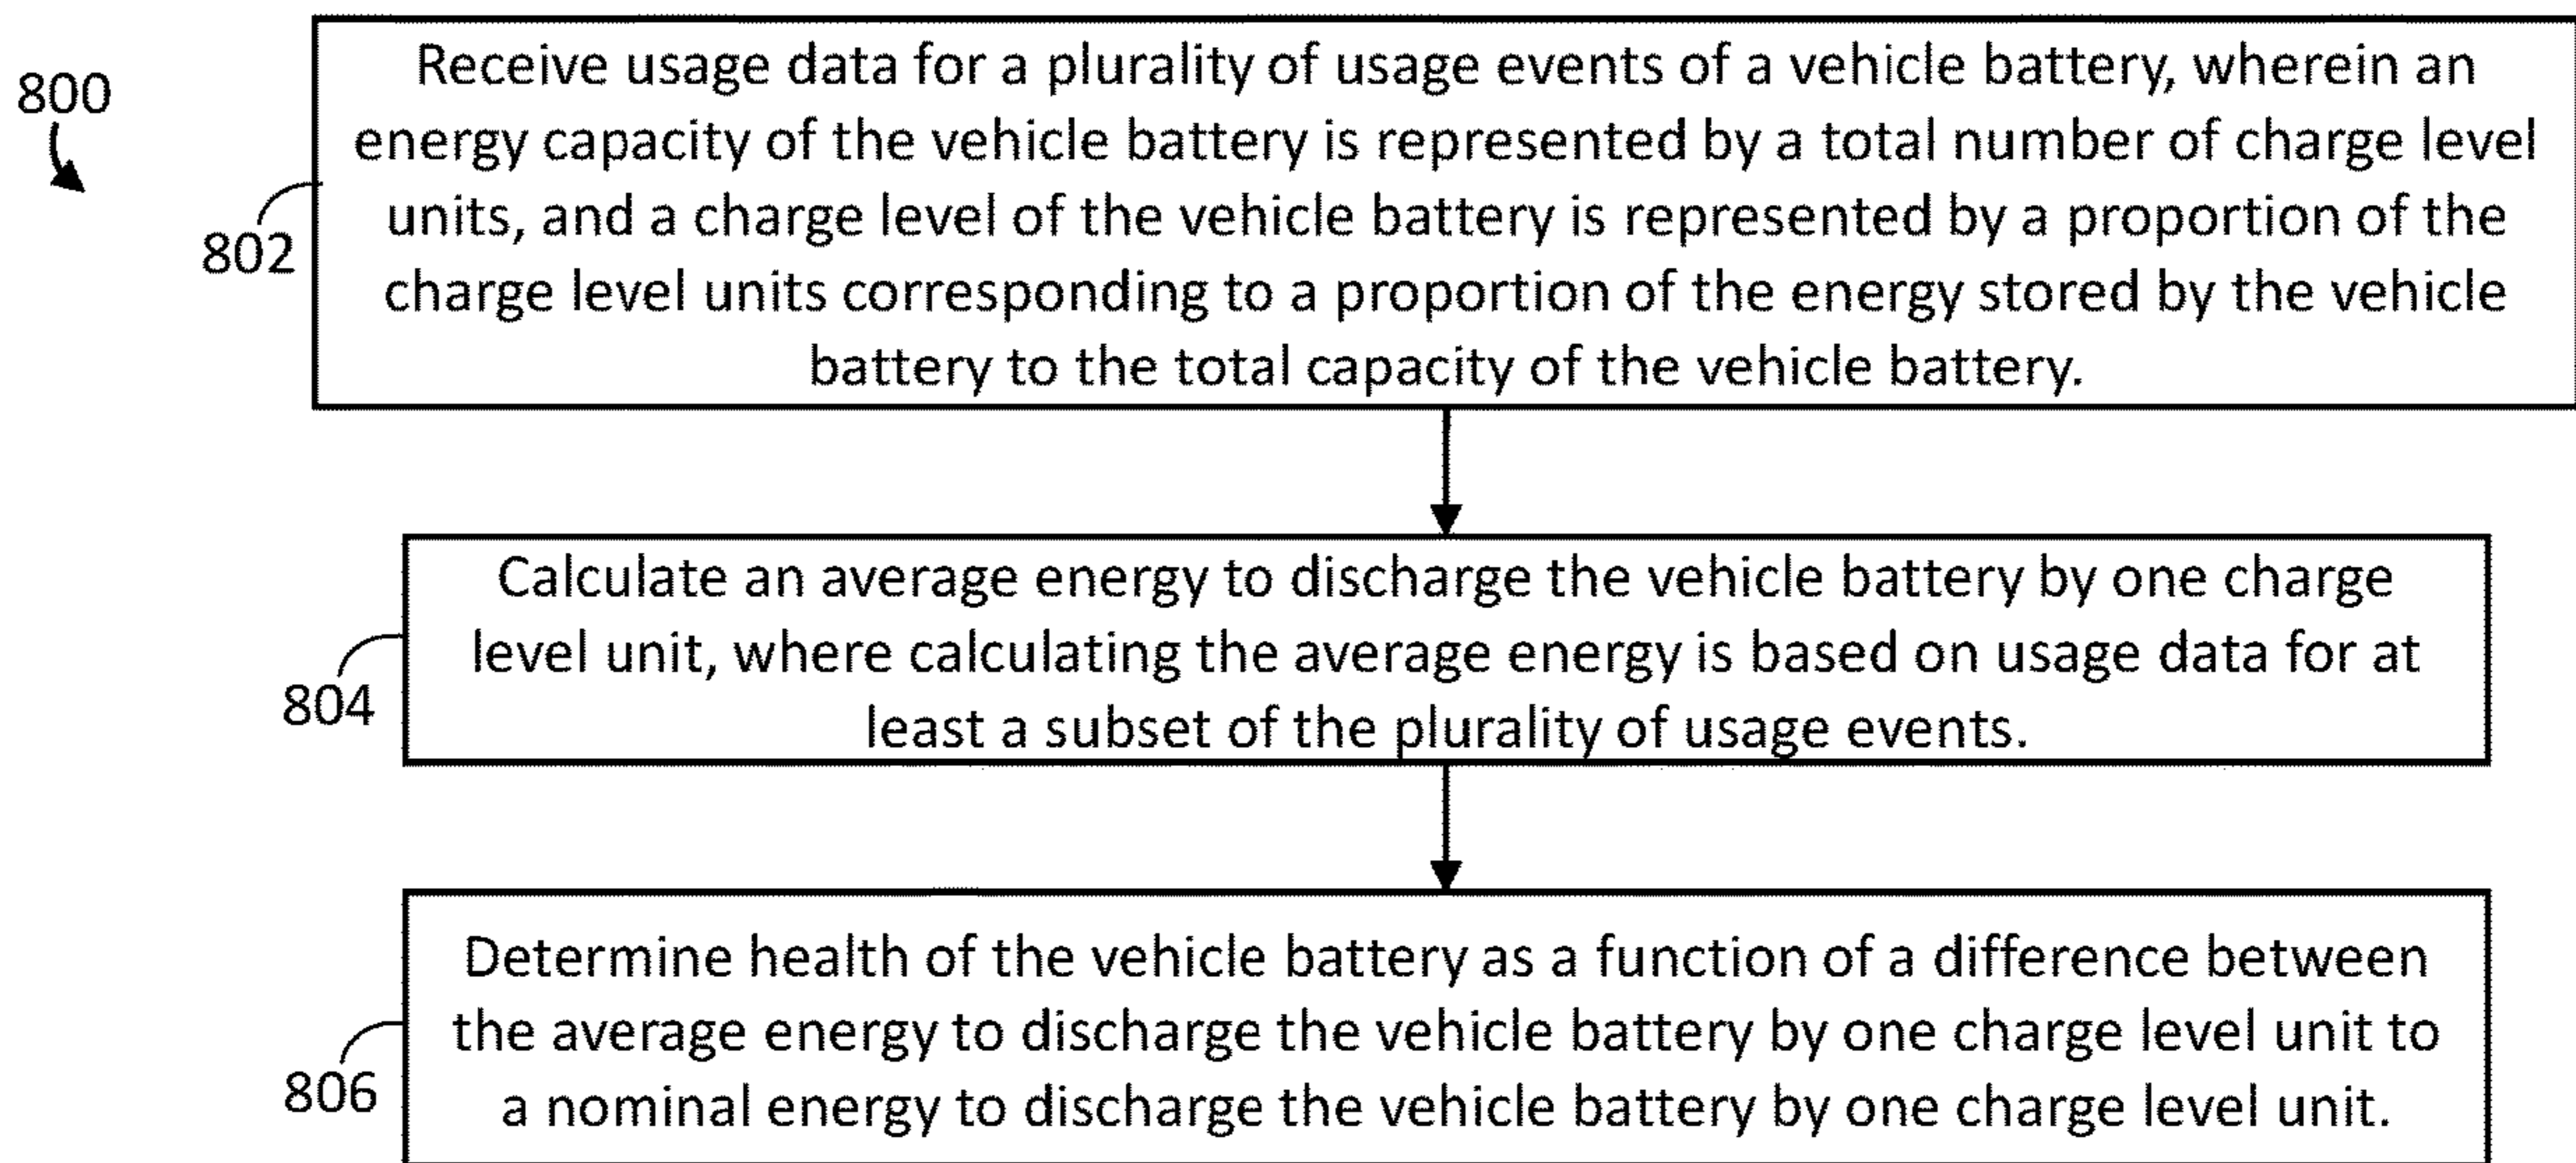 800
Receive usage data for a plurality of usage events of a vehicle battery, wherein an
energy capacity of the vehicle battery is represented by a total number of charge level
units, and a charge level of the vehicle battery is represented by a proportion of the
charge level units corresponding to a proportion of the energy stored by the vehicle
battery to the total capacity of the vehicle battery.
802
Calculate an average energy to discharge the vehicle battery by one charge
level unit, where calculating the average energy is based on usage data for at
least a subset of the plurality of usage events.
804
Determine health of the vehicle battery as a function of a difference between
the average energy to discharge the vehicle battery by one charge level unit to
a nominal energy to discharge the vehicle battery by one charge level unit.
806